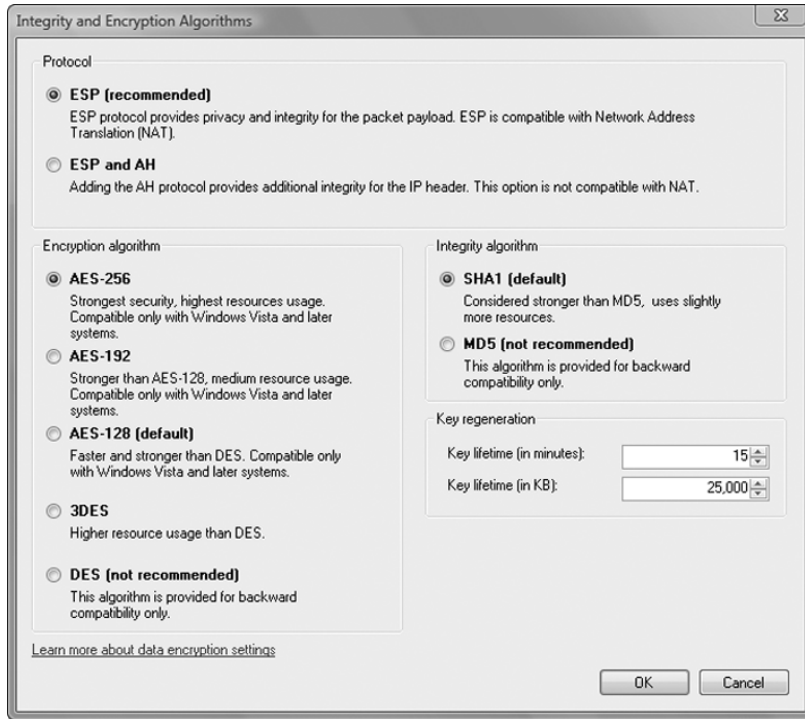 Integrity and Encryption Algorithms
Protocol
ESP (recommended)
ESP protocol provides privacy and integrity for the packet payload. ESP is compatible with Network Address
Translation (NAT).
ESP and AH
Adding the AH protocol provides additional integrity for the IP header. This option is not compatible with NAT.
Encryption algorithm
AES-256
Strongest security, highest resources usage.
Compatible only with Windows Vista and later
systems.
AES-192
Stronger than AES-128, medium resource usage.
Compatible only with Windows Vista and later
systems.
AES-128 (default)
Faster and stronger than DES. Compatible only
with Windows Vista and later systems.
3DES
Higher resource usage than DES.
DES (not recommended)
This algorithm is provided for backward
compatibility only.
Integrity algorithm
SHA1 (default)
Considered stronger than MD5, uses slightly
more resources.
MD5 (not recommended)
This algorithm is provided for backward
compatibility only.
Key regeneration
Key lifetime (in minutes): 15
Key lifetime (in KB): 25,000
Learn more about data encryption settings
OK Cancel